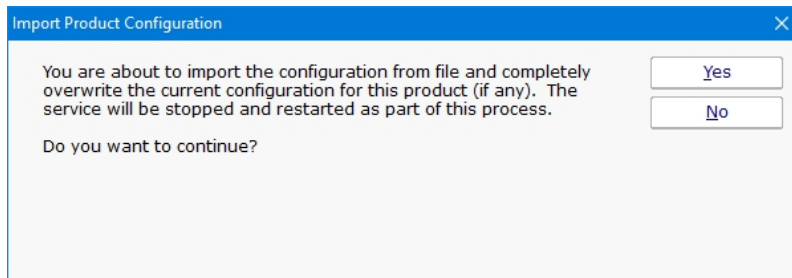 Import Product Configuration
You are about to import the configuration from file and completely
overwrite the current configuration for this product (if any). The
service will be stopped and restarted as part of this process.
Do you want to continue?
Yes
No